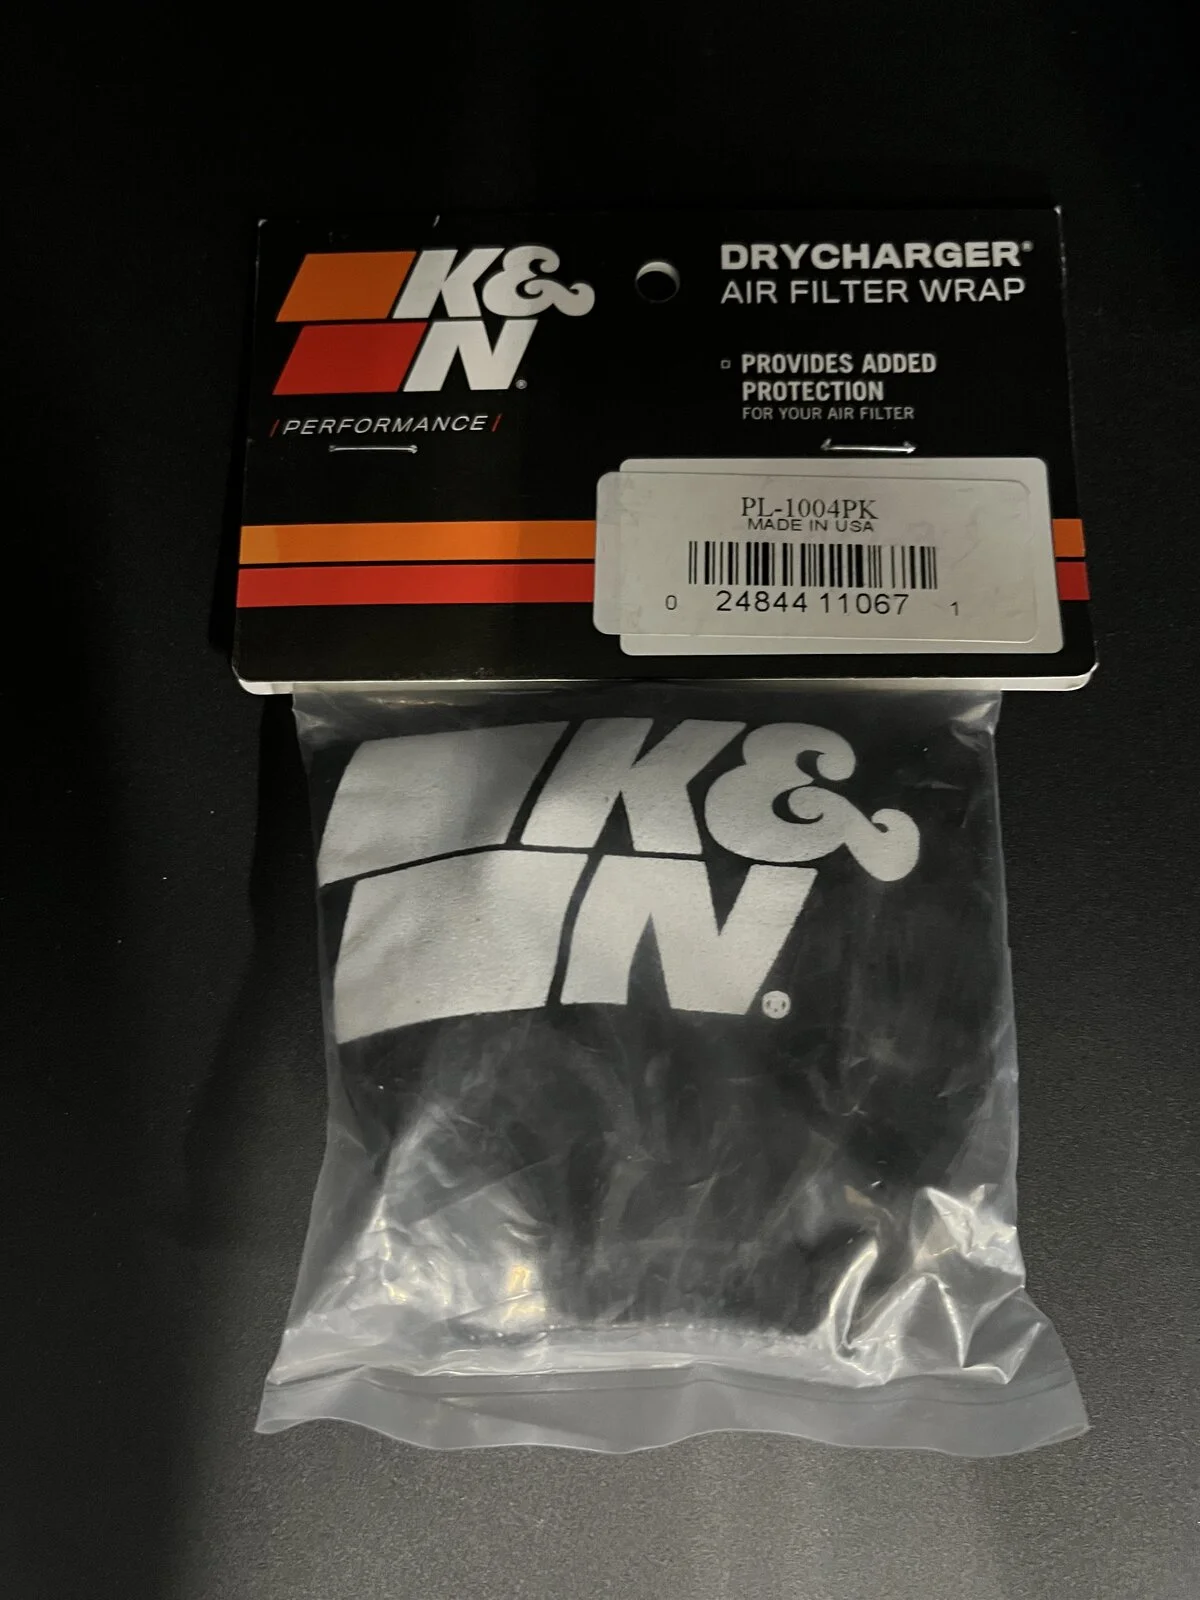 K&
N®
/PERFORMANCE/
DRYCHARGER®
AIR FILTER WRAP
PROVIDES ADDED
PROTECTION
FOR YOUR AIR FILTER
PL-1004PK
MADE IN USA
0 24844 11067 1
K&
N®